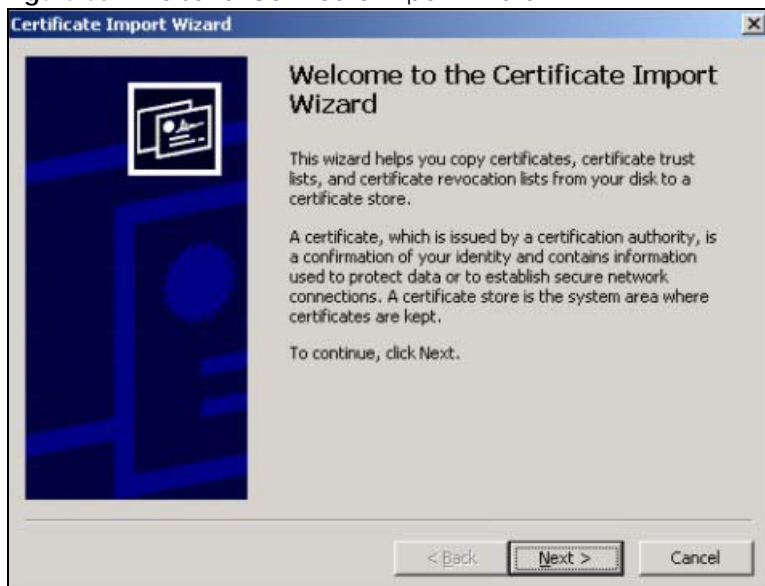 Certificate Import Wizard
Welcome to the Certificate Import
Wizard
This wizard helps you copy certificates, certificate trust
lists, and certificate revocation lists from your disk to a
certificate store.
A certificate, which is issued by a certification authority, is
a confirmation of your identity and contains information
used to protect data or to establish secure network
connections. A certificate store is the system area where
certificates are kept.
To continue, click Next.
< Back
Next >
Cancel